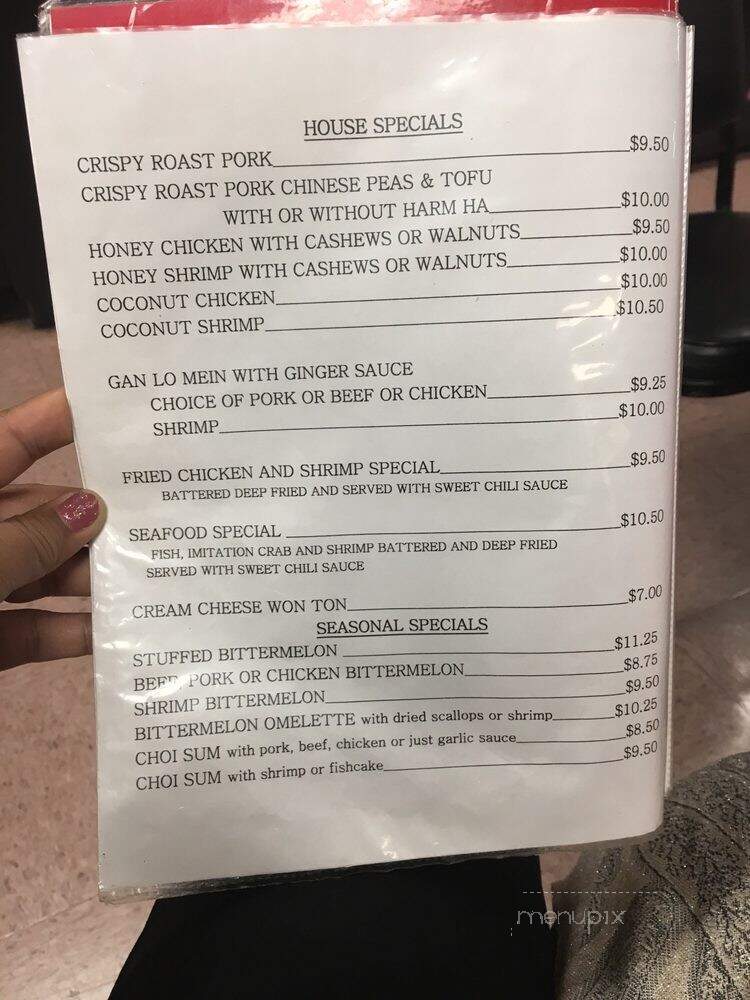 HOUSE SPECIALS
CRISPY ROAST PORK $9.50
CRISPY ROAST PORK CHINESE PEAS & TOFU
WITH OR WITHOUT HARM HA $10.00
HONEY CHICKEN WITH CASHEWS OR WALNUTS $9.50
HONEY SHRIMP WITH CASHEWS OR WALNUTS $10.00
COCONUT CHICKEN $10.00
COCONUT SHRIMP $10.50
GAN LO MEIN WITH GINGER SAUCE
CHOICE OF PORK OR BEEF OR CHICKEN $9.25
SHRIMP $10.00
FRIED CHICKEN AND SHRIMP SPECIAL $9.50
BATTERED DEEP FRIED AND SERVED WITH SWEET CHILI SAUCE
SEAFOOD SPECIAL $10.50
FISH, IMITATION CRAB AND SHRIMP BATTERED AND DEEP FRIED
SERVED WITH SWEET CHILI SAUCE
CREAM CHEESE WON TON $7.00
SEASONAL SPECIALS
STUFFED BITTERMELON $11.25
BEEF, PORK OR CHICKEN BITTERMELON $8.75
SHRIMP BITTERMELON $9.50
BITTERMELON OMELETTE with dried scallops or shrimp $10.25
CHOI SUM with pork, beef, chicken or just garlic sauce $8.50
CHOI SUM with shrimp or fishcake $9.50
menupix